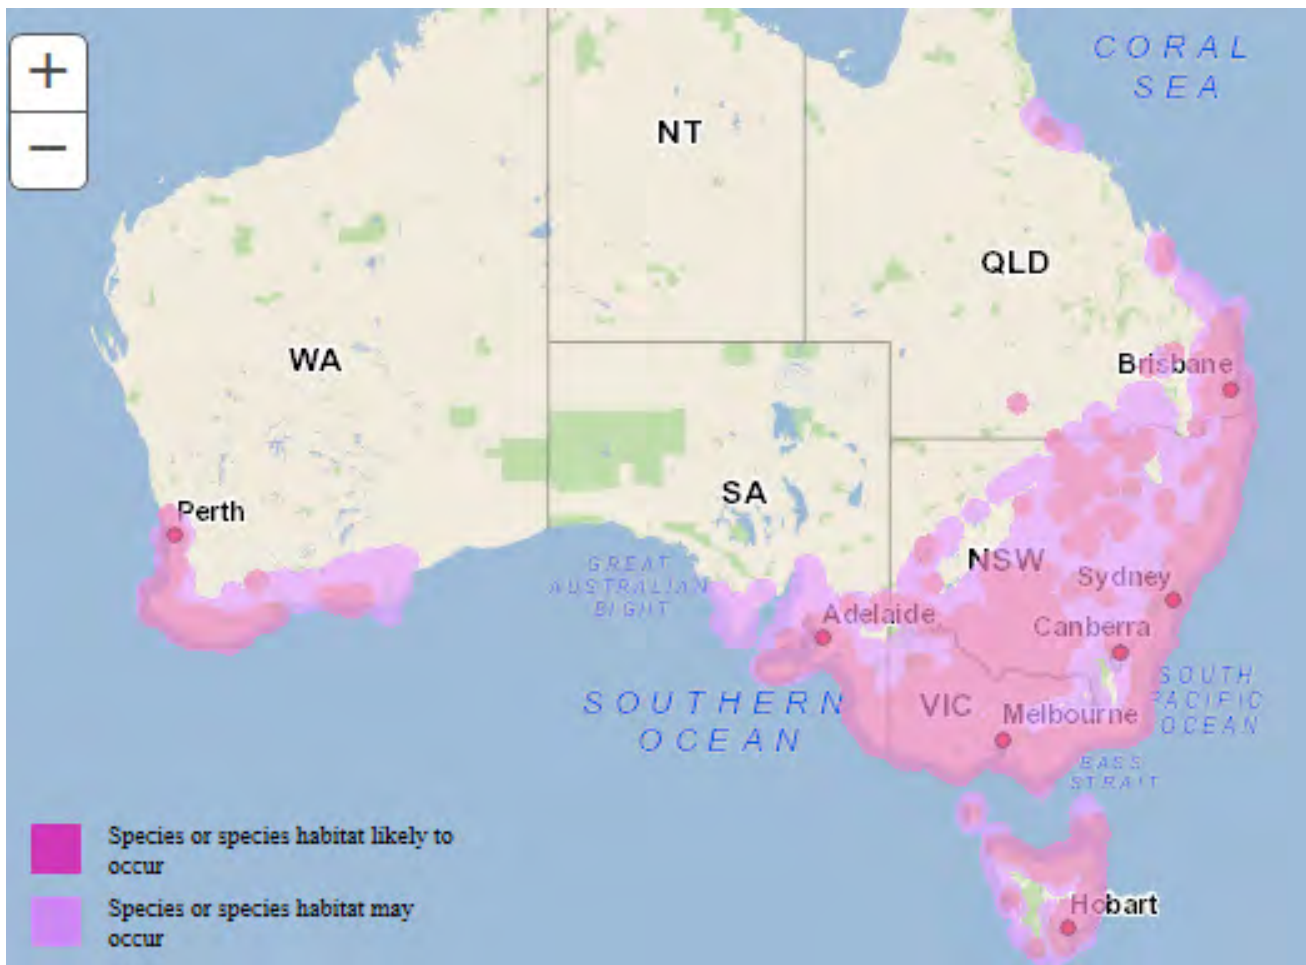 +
−
CORAL
SEA
NT
QLD
WA
Brisbane
SA
Perth
GREAT
AUSTRALIAN
BIGHT
NSW
Sydney
Adelaide
Canberra
SOUTHERN
OCEAN
VIC
Melbourne
SOUTH
PACIFIC
OCEAN
BASS
STRAIT
Hobart
Species or species habitat likely to
occur
Species or species habitat may
occur